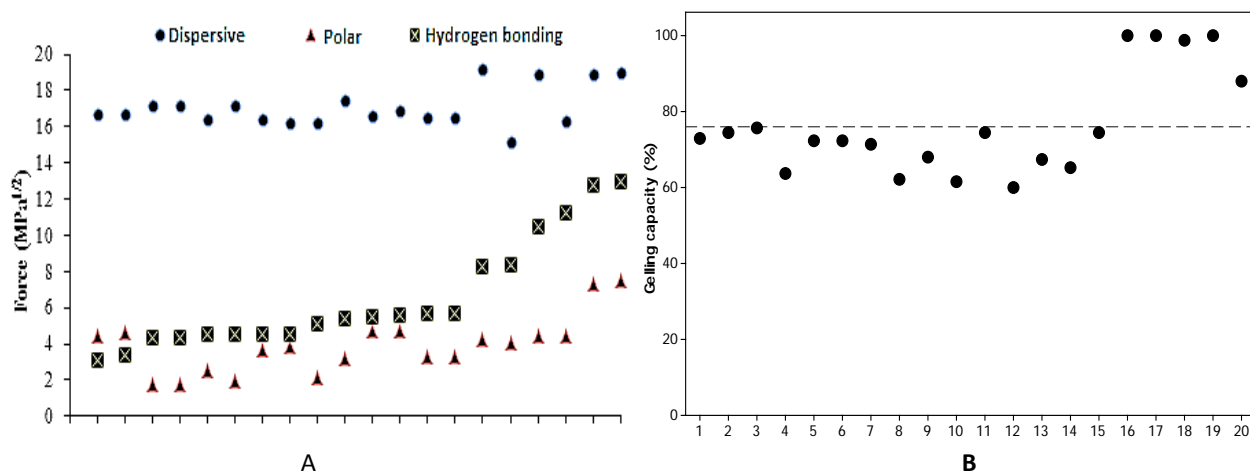 Dispersive Polar Hydrogen bonding
Force (MPa1/2)
20
18
16
14
12
10
8
6
4
2
0
A
Gelling capacity (%)
100
80
60
40
20
0
1 2 3 4 5 6 7 8 9 10 11 12 13 14 15 16 17 18 19 20
B